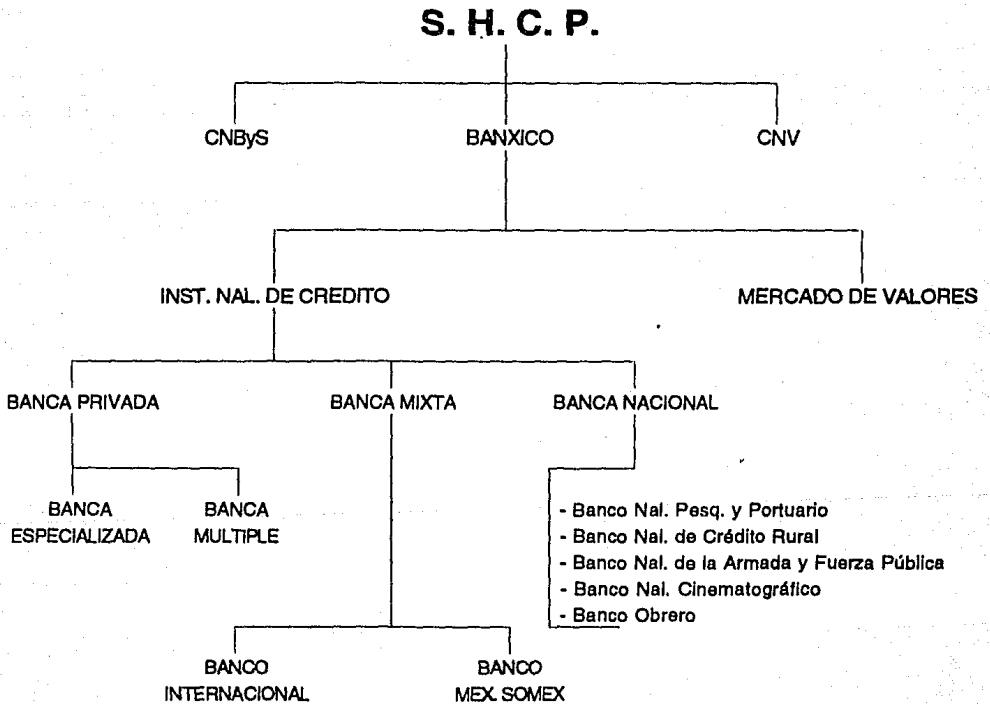 S. H. C. P.
CNByS
BANXICO
CNV
INST. NAL. DE CREDITO
MERCADO DE VALORES
BANCA PRIVADA
BANCA MIXTA
BANCA NACIONAL
BANCA
ESPECIALIZADA
BANCA
MULTIPLE
- Banco Nal. Pesq. y Portuario
- Banco Nal. de Crédito Rural
- Banco Nal. de la Armada y Fuerza Pública
- Banco Nal. Cinematográfico
- Banco Obrero
BANCO
INTERNACIONAL
BANCO
MEX. SOMEX